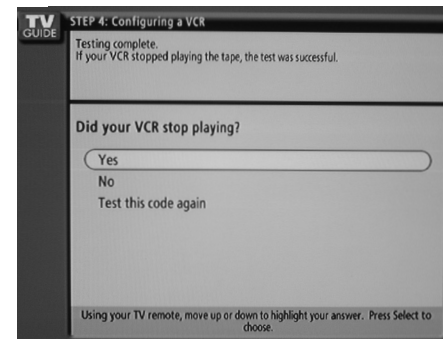 TV
GUIDE
STEP 4: Configuring a VCR
Testing complete.
If your VCR stopped playing the tape, the test was successful.
Did your VCR stop playing?
Yes
No
Test this code again
Using your TV remote, move up or down to highlight your answer. Press Select to
choose.